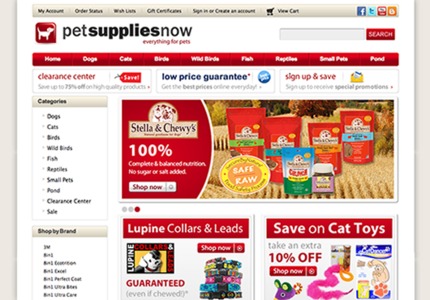 My Account Order Status Wish Lists Gift Certificates Sign in or Create an account View Cart
petsuppliesnow
everything for pets
SEARCH
Home Dogs Cats Birds Wild Birds Fish Reptiles Small Pets Pond Clearance Center
clearance center Save!
Save up to 75% off on high quality products »
low price guarantee*
Get the best prices online everyday!
sign up & save
Sign up to receive special promotions »
Categories
Dogs
Cats
Birds
Wild Birds
Fish
Reptiles
Small Pets
Pond
Clearance Center
Sale
Stella & Chewy's
100%
Complete & balanced nutrition.
No sugar or salt added.
Shop now
SAFE RAW
Shop by Brand
3M
8in1
8in1 Ecotrition
8in1 Excel
8in1 Perfect Coat
8in1 Ultra Bites
8in1 Ultra Care
Lupine Collars & Leads
LUPINE COLLARS & LEADS
Shop now
GUARANTEED
(even if chewed!)*
Save on Cat Toys
take an extra
10% OFF
Shop now